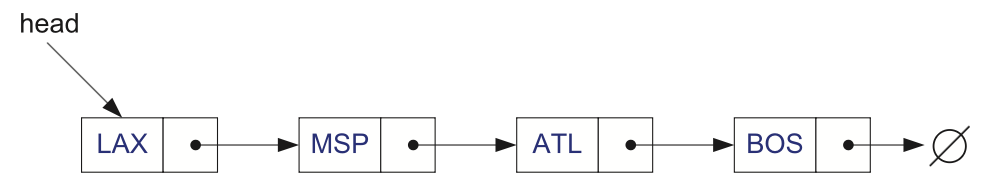 head
LAX MSP ATL BOS ∅